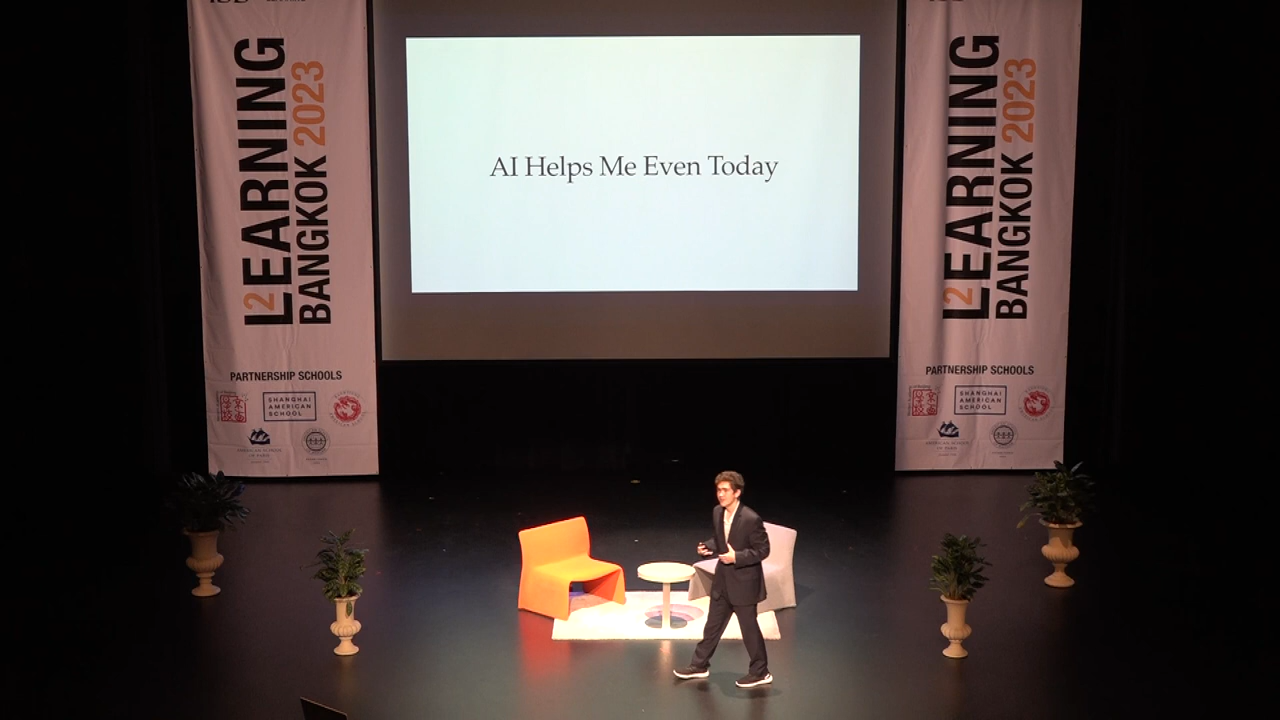 AI Helps Me Even Today
L2EARNING
BANGKOK 2023
PARTNERSHIP SCHOOLS
SHANGHAI
AMERICAN
SCHOOL
L2EARNING
BANGKOK 2023
PARTNERSHIP SCHOOLS
SHANGHAI
AMERICAN
SCHOOL